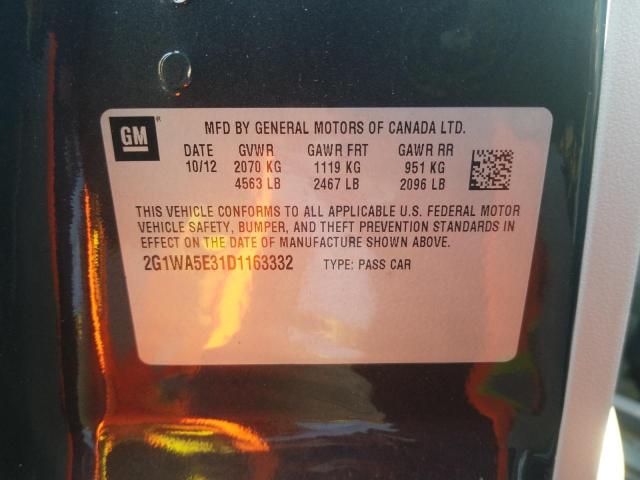 GM ® MFD BY GENERAL MOTORS OF CANADA LTD.
DATE GVWR GAWR FRT GAWR RR
10/12 2070 KG 1119 KG 951 KG
4563 LB 2467 LB 2096 LB
THIS VEHICLE CONFORMS TO ALL APPLICABLE U.S. FEDERAL MOTOR
VEHICLE SAFETY, BUMPER, AND THEFT PREVENTION STANDARDS IN
EFFECT ON THE DATE OF MANUFACTURE SHOWN ABOVE.
2G1WA5E31D1163332 TYPE: PASS CAR